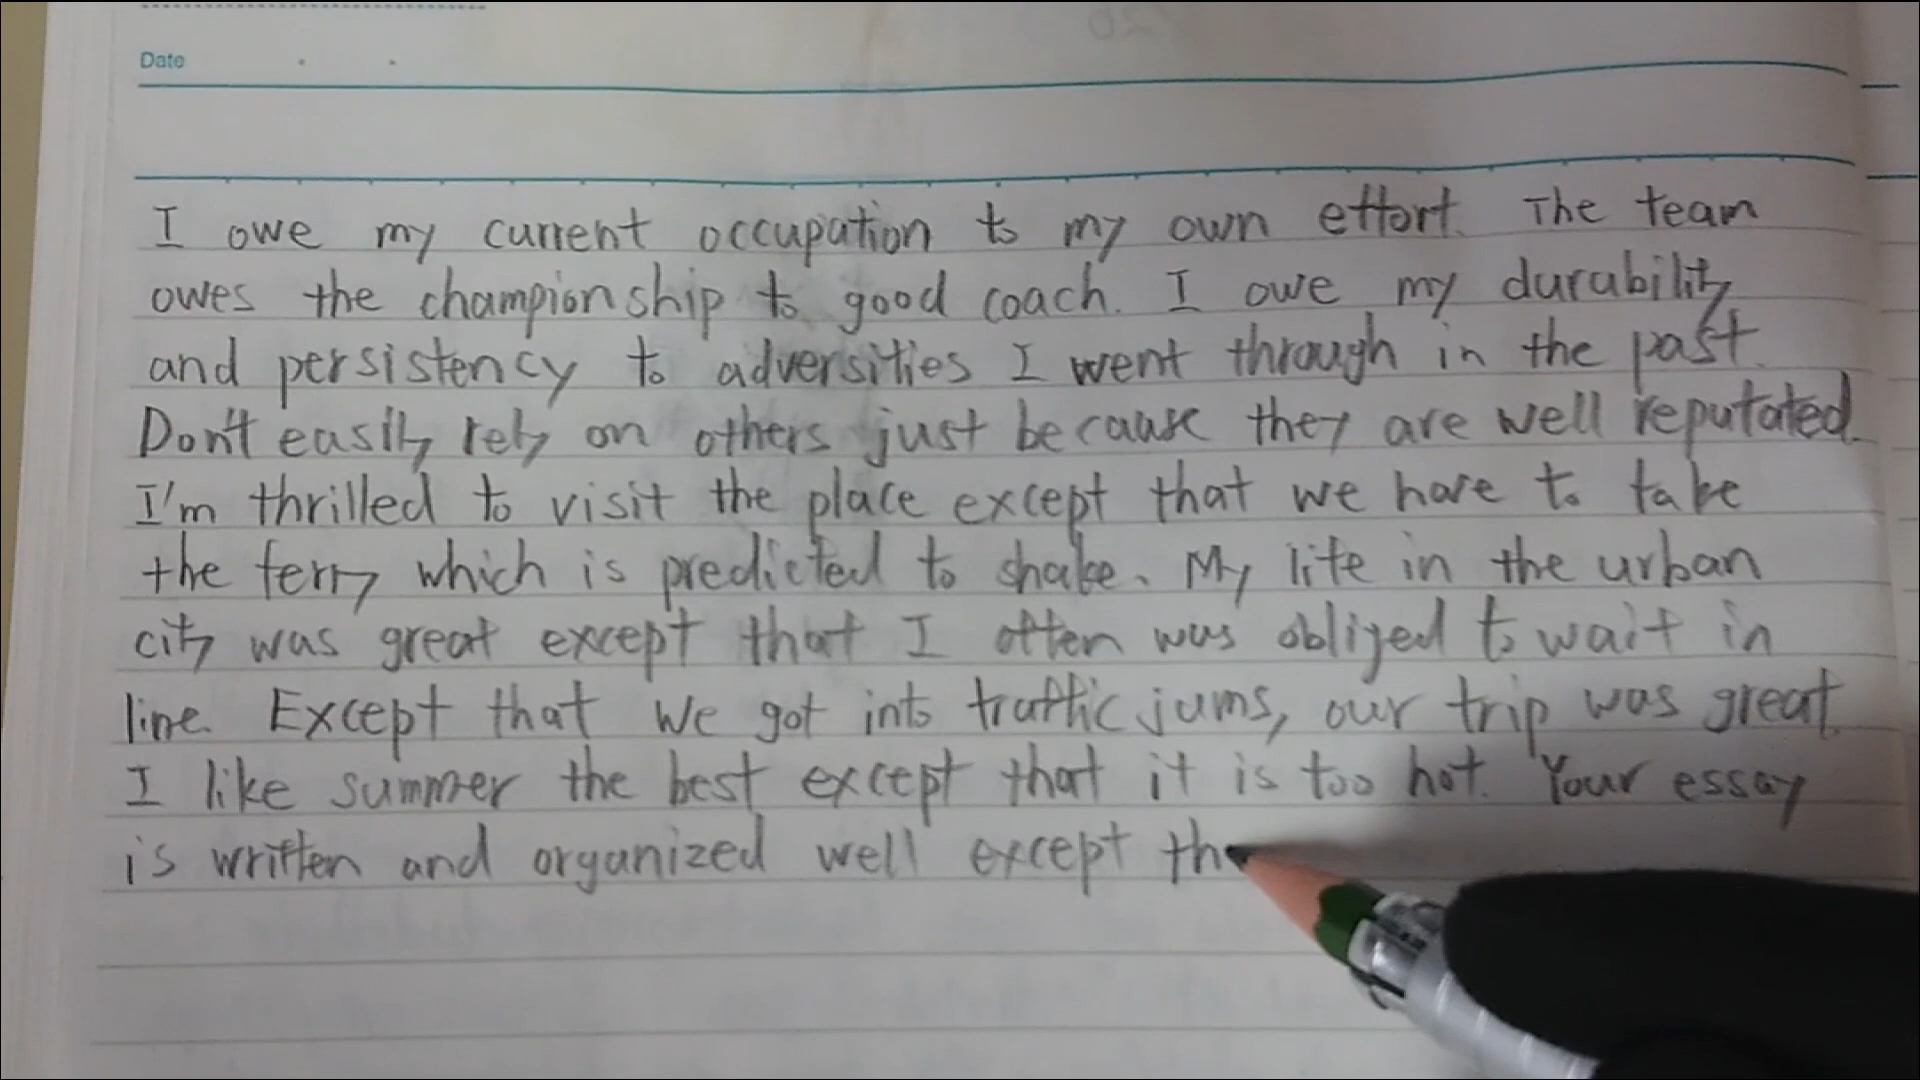 Date
I owe my current occupation to my own effort. The team
owes the championship to good coach. I owe my durability
and persistency to adversities I went through in the past.
Don't easily rely on others just because they are well reputated.
I'm thrilled to visit the place except that we have to take
the ferry which is predicted to shake. My life in the urban
city was great except that I often was obliged to wait in
line. Except that we got into traffic jams, our trip was great.
I like summer the best except that it is too hot. Your essay
is written and organized well except th